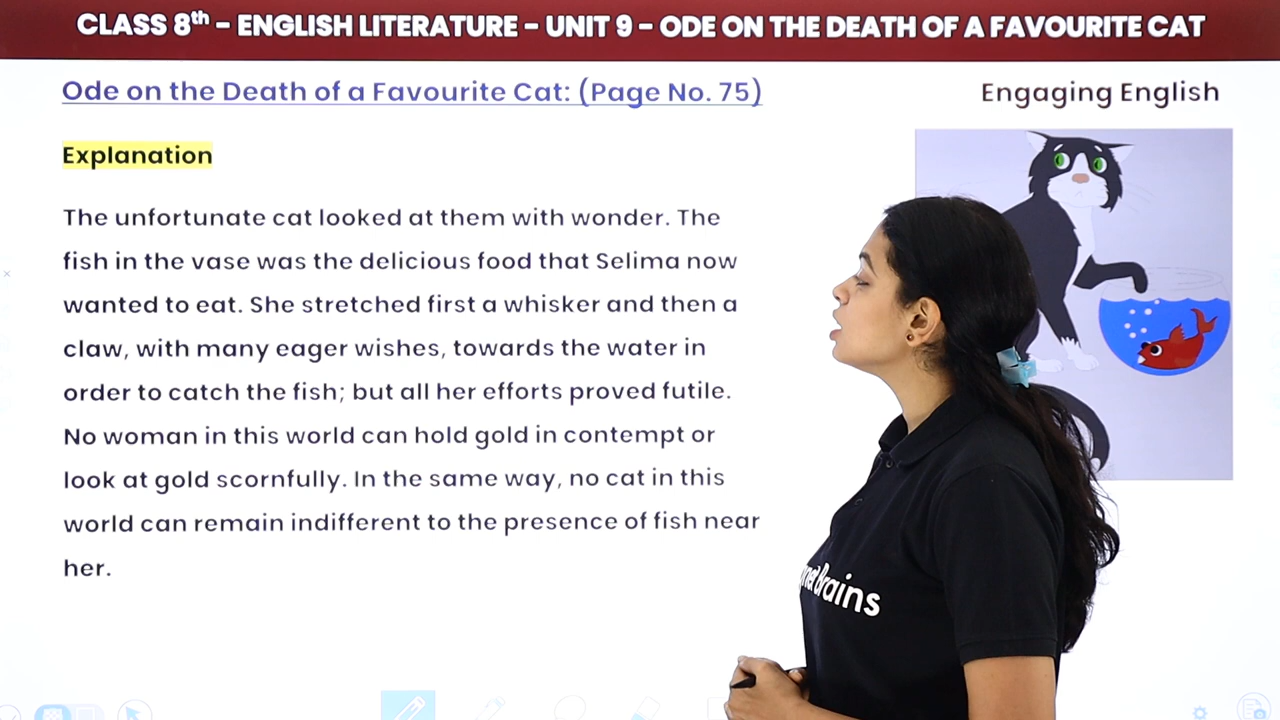 CLASS 8th - ENGLISH LITERATURE - UNIT 9 - ODE ON THE DEATH OF A FAVOURITE CAT
Ode on the Death of a Favourite Cat: (Page No. 75)
Engaging English
Explanation
The unfortunate cat looked at them with wonder. The
fish in the vase was the delicious food that Selima now
wanted to eat. She stretched first a whisker and then a
claw, with many eager wishes, towards the water in
order to catch the fish; but all her efforts proved futile.
No woman in this world can hold gold in contempt or
look at gold scornfully. In the same way, no cat in this
world can remain indifferent to the presence of fish near
her.
Brains